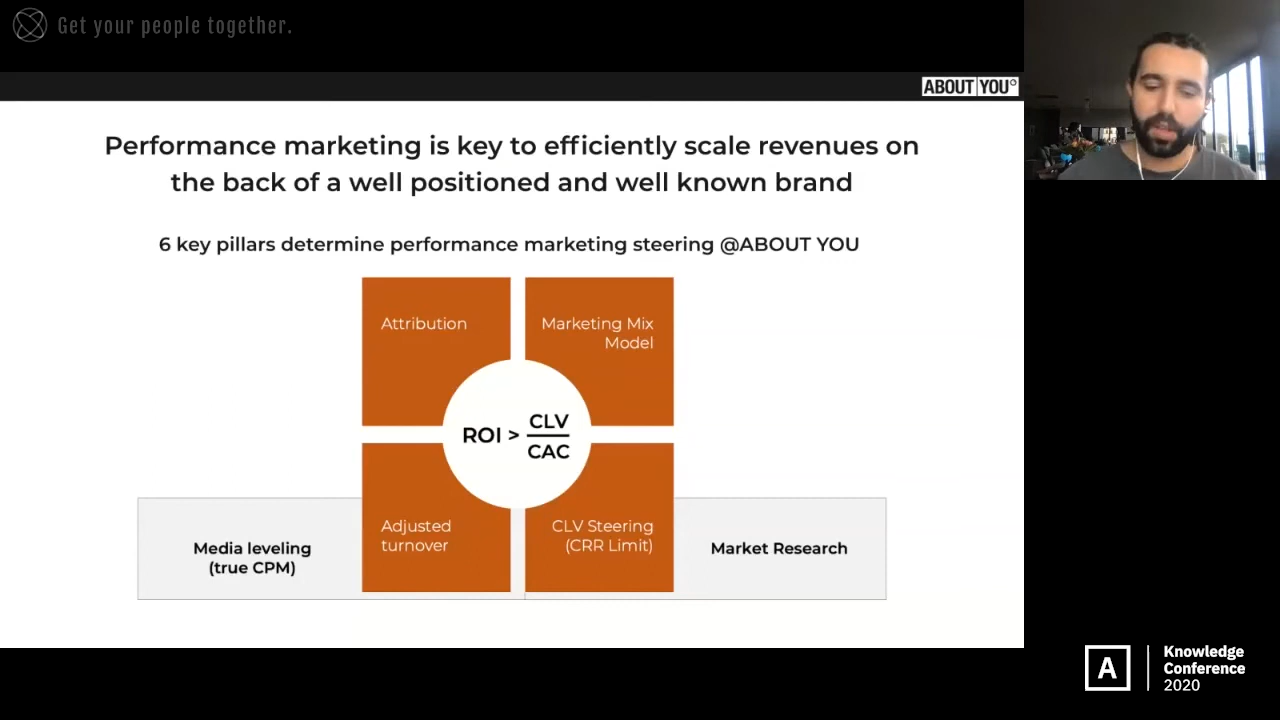 Get your people together.
ABOUT YOU°
Performance marketing is key to efficiently scale revenues on
the back of a well positioned and well known brand
6 key pillars determine performance marketing steering @ABOUT YOU
Attribution
Marketing Mix
Model
ROI > CLV
CAC
Adjusted
turnover
CLV Steering
(CRR Limit)
Media leveling
(true CPM)
Market Research
A
Knowledge
Conference
2020